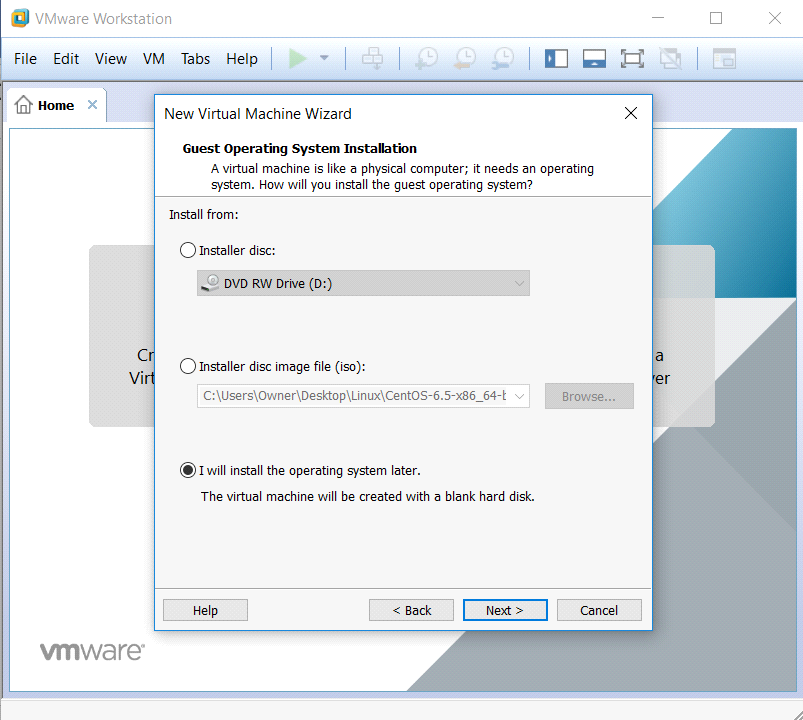 VMware Workstation
File Edit View VM Tabs Help
Home
New Virtual Machine Wizard
Guest Operating System Installation
A virtual machine is like a physical computer; it needs an operating
system. How will you install the guest operating system?
Install from:
Installer disc:
DVD RW Drive (D:)
Installer disc image file (iso):
C:\Users\Owner\Desktop\Linux\CentOS-6.5-x86_64-b
Browse...
I will install the operating system later.
The virtual machine will be created with a blank hard disk.
Help < Back Next > Cancel
Cr a
Virt
vmware